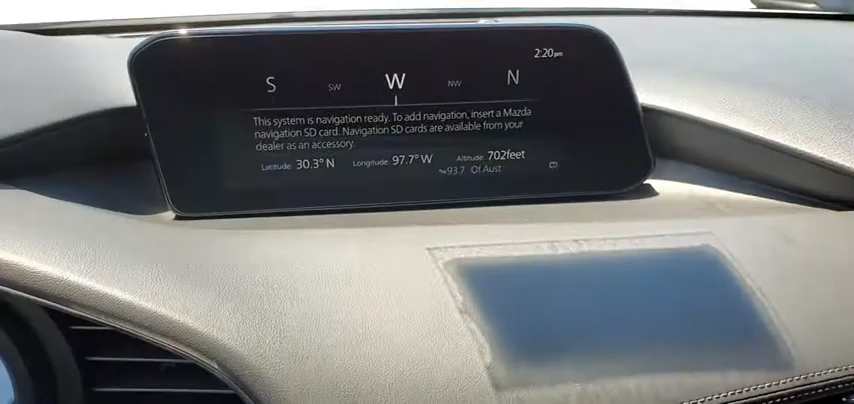 2:20pm
S SW W NW N
This system is navigation ready. To add navigation, insert a Mazda
navigation SD card. Navigation SD cards are available from your
dealer as an accessory.
Latitude 30.3° N Longitude 97.7° W Altitude 702feet
93.7 Of Aust